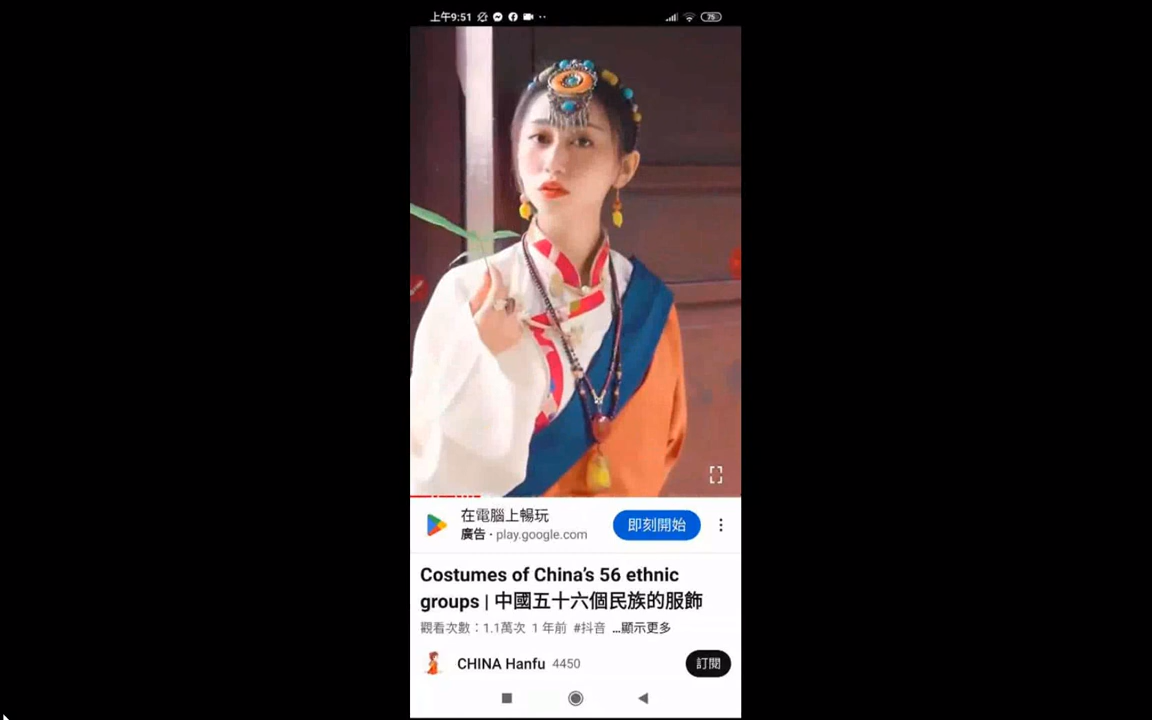 上午9:51
75
在電腦上暢玩
廣告 · play.google.com
即刻開始
Costumes of China's 56 ethnic
groups | 中國五十六個民族的服飾
觀看次數：1.1萬次 1 年前 #抖音 ...顯示更多
CHINA Hanfu 4450
訂閱